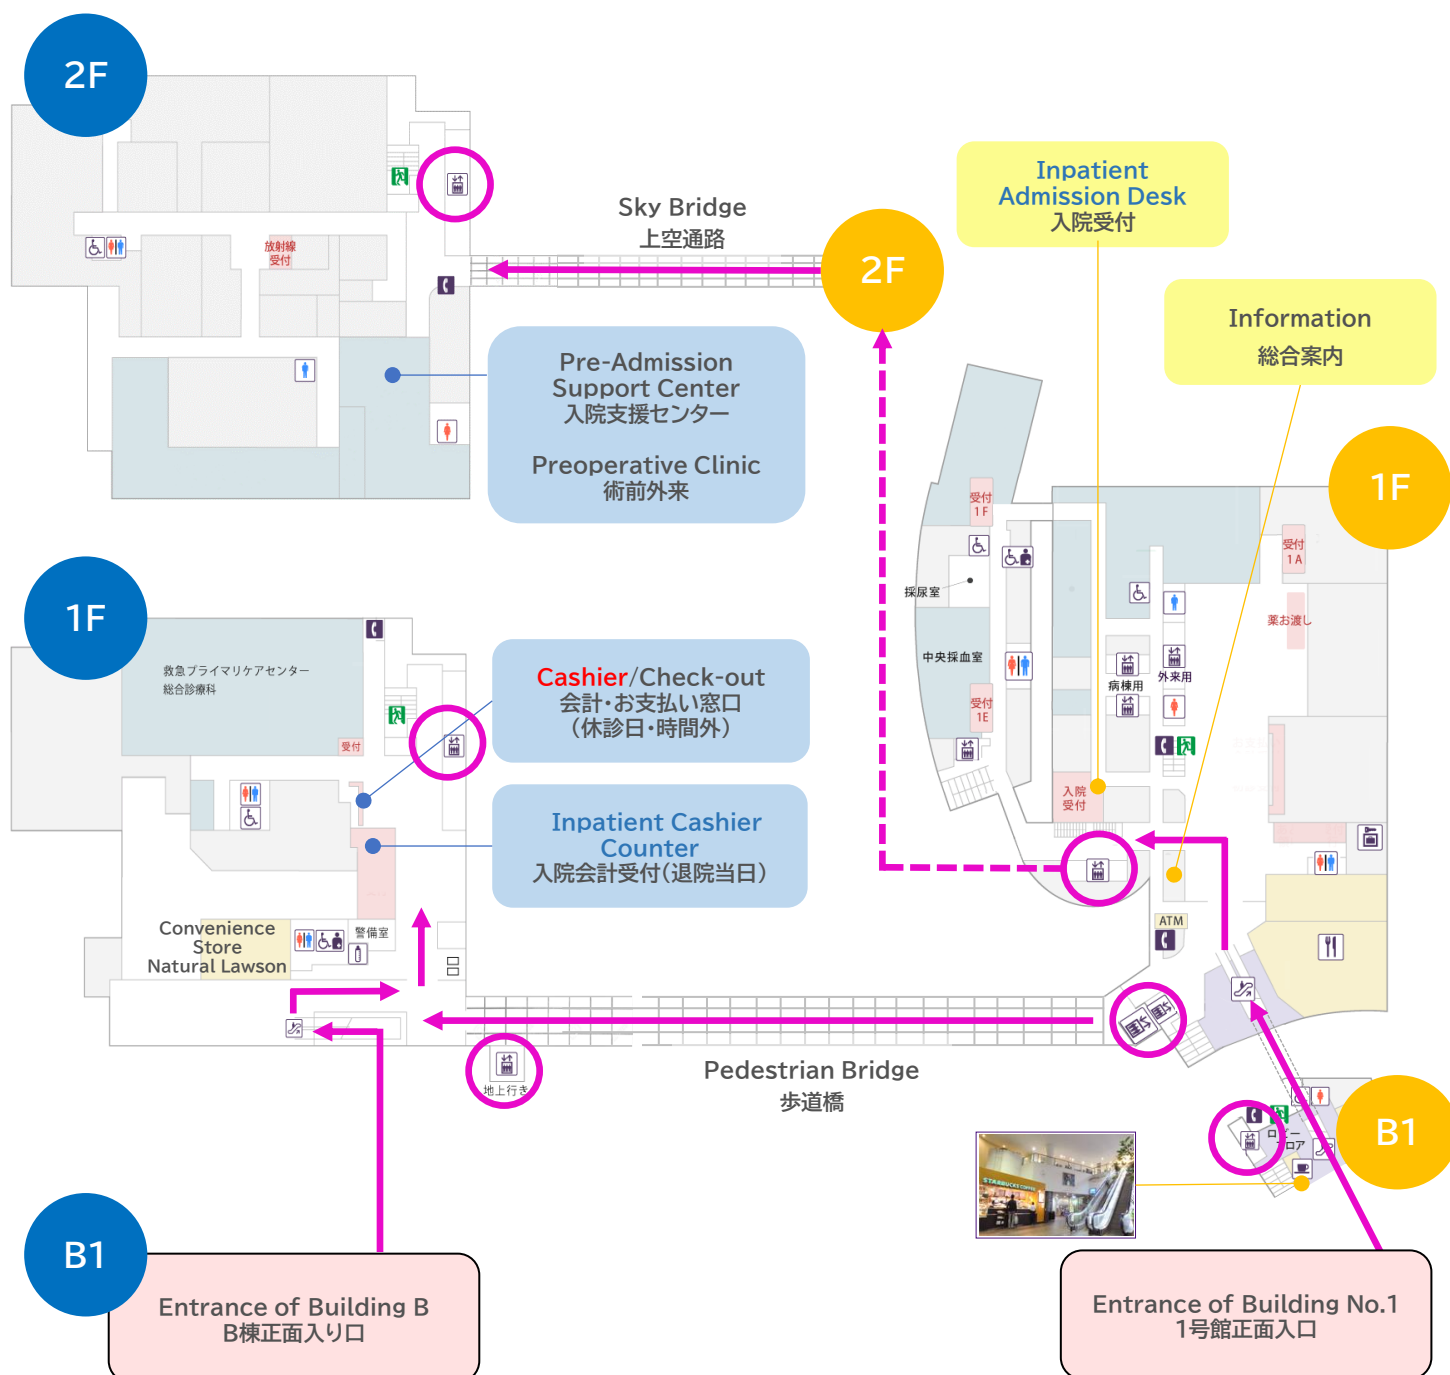 2F
放射線
受付
Sky Bridge
上空通路
2F
Inpatient
Admission Desk
入院受付
Information
総合案内
Pre-Admission
Support Center
入院支援センター
Preoperative Clinic
術前外来
1F
受付
1F
受付
1A
採尿室
薬お渡し
中央採血室
病棟用
外来用
受付
1E
入院
受付
ATM
1F
救急プライマリケアセンター
総合診療科
受付
Cashier/Check-out
会計・お支払い窓口
（休診日・時間外）
Inpatient Cashier
Counter
入院会計受付（退院当日）
Convenience
Store
Natural Lawson
警備室
地上行き
Pedestrian Bridge
歩道橋
ロビー
フロア
STARBUCKS COFFEE
B1
B1
Entrance of Building B
B棟正面入り口
Entrance of Building No.1
1号館正面入口